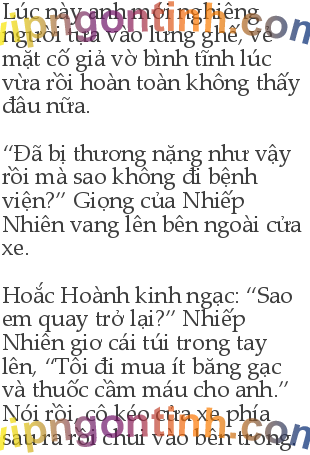 Lúc này anh mới nghiêng
người tựa vào lưng ghế, vẻ
mặt cố giả vờ bình tĩnh lúc
vừa rồi hoàn toàn không thấy
đâu nữa.
“Đã bị thương nặng như vậy
rồi mà sao không đi bệnh
viện?” Giọng của Nhiếp
Nhiên vang lên bên ngoài cửa
xe.
Hoắc Hoành kinh ngạc: “Sao
em quay trở lại?” Nhiếp
Nhiên giơ cái túi trong tay
lên, “Tôi đi mua ít băng gạc
và thuốc cầm máu cho anh.”
Nói rồi, cô kéo cửa xe phía
sau ra rồi chui vào bên trong
vipngontinh.com
vipngontinh.com